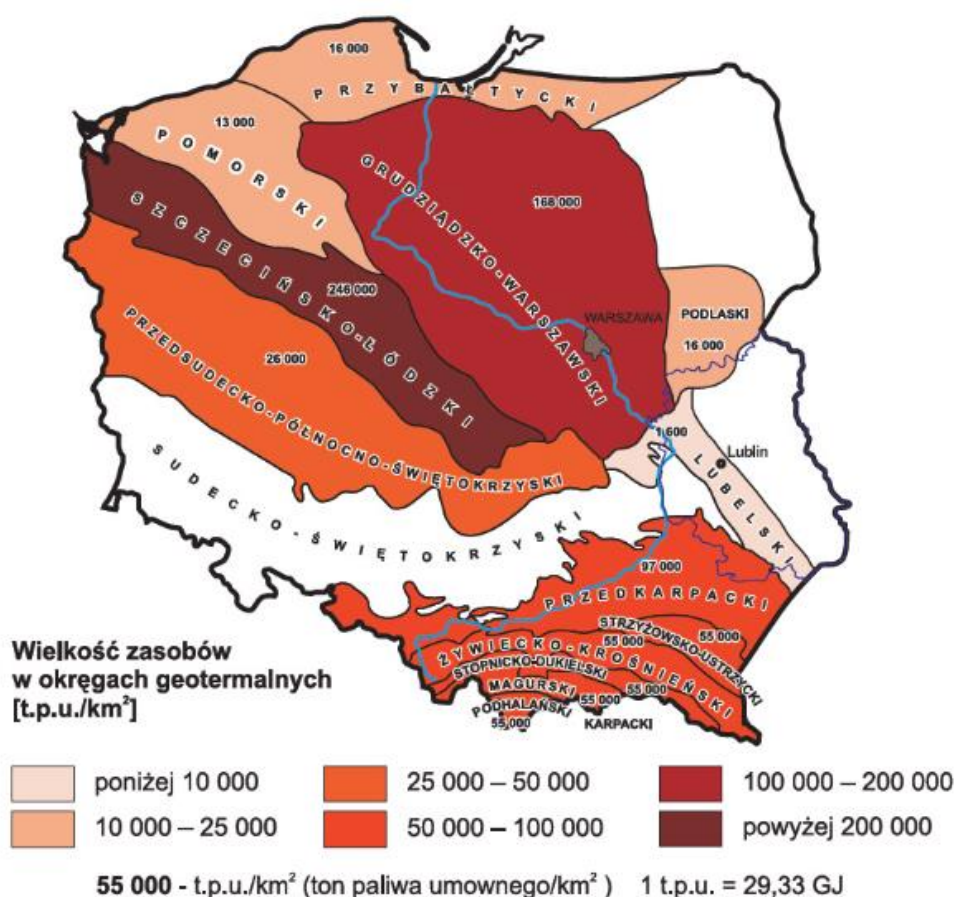 16 000
PRZYBAŁTYCKI
13 000
POMORSKI
GRUDZIĄDZKO-WARSZAWSKI
168 000
SZCZECIŃSKO-ŁÓDZKI
246 000
WARSZAWA
PODLASKI
16 000
26 000
PRZEDSUDECKO-PÓŁNOCNO-ŚWIĘTOKRZYSKI
1 600
Lublin
LUBELSKI
SUDECKO-ŚWIĘTOKRZYSKI
97 000
PRZEDKARPACKI
STRZYŻOWSKO-USTRZYCKI
55 000
55 000
ŻYWIECKO-KROŚNIEŃSKI
STOPNICKO-DUKIELSKI
55 000
MAGURSKI
55 000
PODHALAŃSKI
55 000
KARPACKI
Wielkość zasobów
w okręgach geotermalnych
[t.p.u./km²]
poniżej 10 000
25 000 – 50 000
100 000 – 200 000
10 000 – 25 000
50 000 – 100 000
powyżej 200 000
55 000 - t.p.u./km² (ton paliwa umownego/km² ) 1 t.p.u. = 29,33 GJ